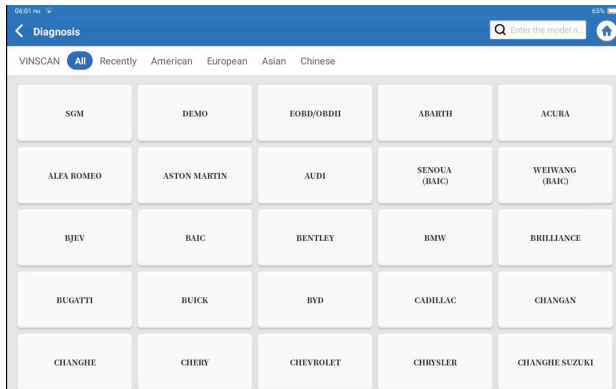 06:01 PM 65%
Diagnosis Enter the model n...
VINSCAN All Recently American European Asian Chinese
SGM DEMO EOBD/OBDII ABARTH ACURA
ALFA ROMEO ASTON MARTIN AUDI SENOUA WEIWANG
(BAIC) (BAIC)
BJEV BAIC BENTLEY BMW BRILLIANCE
BUGATTI BUICK BYD CADILLAC CHANGAN
CHANGHE CHERY CHEVROLET CHRYSLER CHANGHE SUZUKI